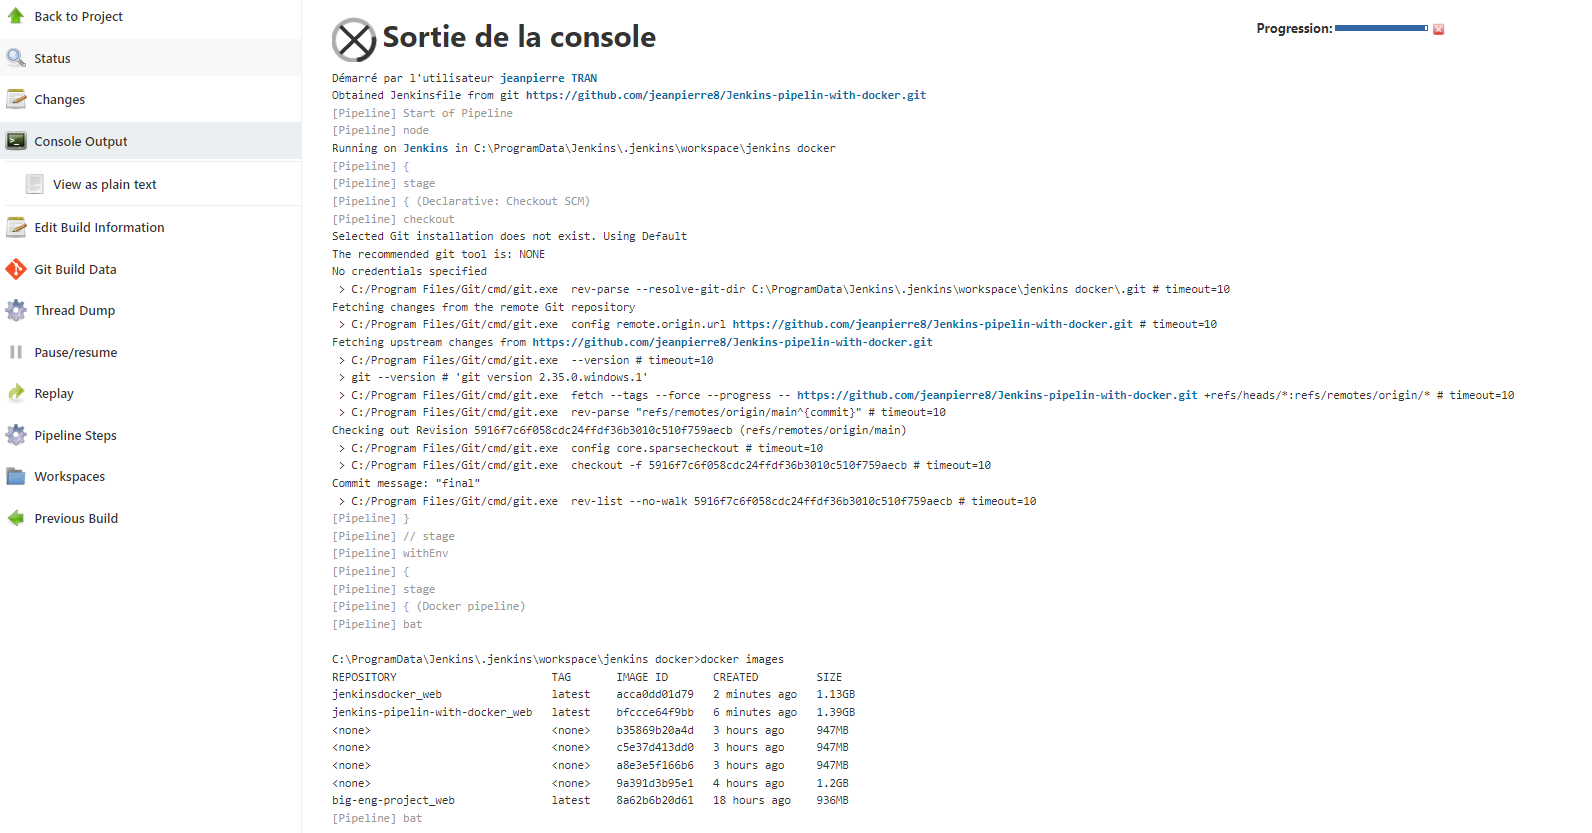 Back to Project
Status
Changes
Console Output
View as plain text
Edit Build Information
Git Build Data
Thread Dump
Pause/resume
Replay
Pipeline Steps
Workspaces
Previous Build
Sortie de la console
Progression:
Démarré par l'utilisateur jeanpierre TRAN
Obtained Jenkinsfile from git https://github.com/jeanpierre8/Jenkins-pipelin-with-docker.git
[Pipeline] Start of Pipeline
[Pipeline] node
Running on Jenkins in C:\ProgramData\Jenkins\.jenkins\workspace\jenkins docker
[Pipeline] {
[Pipeline] stage
[Pipeline] { (Declarative: Checkout SCM)
[Pipeline] checkout
Selected Git installation does not exist. Using Default
The recommended git tool is: NONE
No credentials specified
 > C:/Program Files/Git/cmd/git.exe  rev-parse --resolve-git-dir C:\ProgramData\Jenkins\.jenkins\workspace\jenkins docker\.git # timeout=10
Fetching changes from the remote Git repository
 > C:/Program Files/Git/cmd/git.exe  config remote.origin.url https://github.com/jeanpierre8/Jenkins-pipelin-with-docker.git # timeout=10
Fetching upstream changes from https://github.com/jeanpierre8/Jenkins-pipelin-with-docker.git
 > C:/Program Files/Git/cmd/git.exe  --version # timeout=10
 > git --version # 'git version 2.35.0.windows.1'
 > C:/Program Files/Git/cmd/git.exe  fetch --tags --force --progress -- https://github.com/jeanpierre8/Jenkins-pipelin-with-docker.git +refs/heads/*:refs/remotes/origin/* # timeout=10
 > C:/Program Files/Git/cmd/git.exe  rev-parse "refs/remotes/origin/main^{commit}" # timeout=10
Checking out Revision 5916f7c6f058cdc24ffdf36b3010c510f759aecb (refs/remotes/origin/main)
 > C:/Program Files/Git/cmd/git.exe  config core.sparsecheckout # timeout=10
 > C:/Program Files/Git/cmd/git.exe  checkout -f 5916f7c6f058cdc24ffdf36b3010c510f759aecb # timeout=10
Commit message: "final"
 > C:/Program Files/Git/cmd/git.exe  rev-list --no-walk 5916f7c6f058cdc24ffdf36b3010c510f759aecb # timeout=10
[Pipeline] }
[Pipeline] // stage
[Pipeline] withEnv
[Pipeline] {
[Pipeline] stage
[Pipeline] { (Docker pipeline)
[Pipeline] bat
C:\ProgramData\Jenkins\.jenkins\workspace\jenkins docker>docker images
REPOSITORY                        TAG       IMAGE ID       CREATED         SIZE
jenkinsdocker_web                 latest    acca0dd01d79   2 minutes ago   1.13GB
jenkins-pipelin-with-docker_web   latest    bfccce64f9bb   6 minutes ago   1.39GB
<none>                            <none>    b35869b20a4d   3 hours ago     947MB
<none>                            <none>    c5e37d413dd0   3 hours ago     947MB
<none>                            <none>    a8e3e5f166b6   3 hours ago     947MB
<none>                            <none>    9a391d3b95e1   4 hours ago     1.2GB
big-eng-project_web               latest    8a62b6b20d61   18 hours ago    936MB
[Pipeline] bat